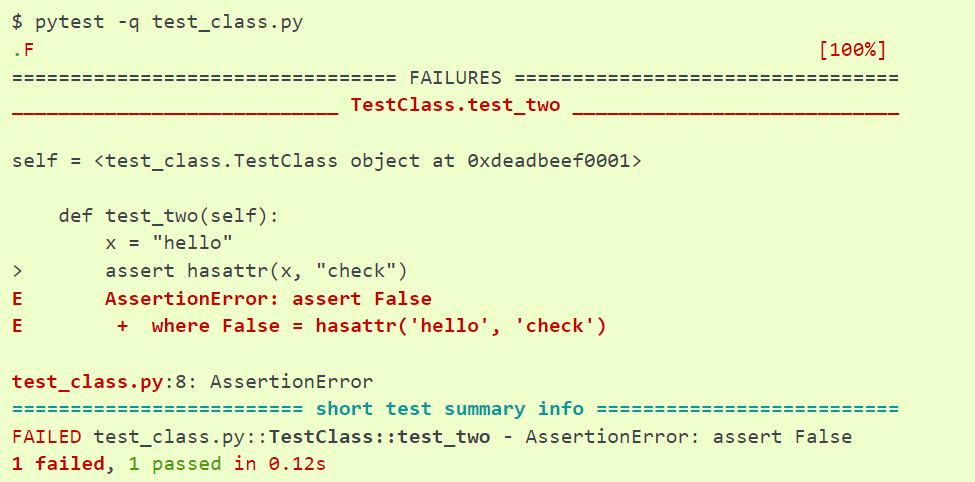 $ pytest -q test_class.py
.F                                                                   [100%]
================================= FAILURES =================================
____________________________ TestClass.test_two ____________________________
self = <test_class.TestClass object at 0xdeadbeef0001>
    def test_two(self):
        x = "hello"
>       assert hasattr(x, "check")
E       AssertionError: assert False
E        +  where False = hasattr('hello', 'check')
test_class.py:8: AssertionError
========================= short test summary info ==========================
FAILED test_class.py::TestClass::test_two - AssertionError: assert False
1 failed, 1 passed in 0.12s